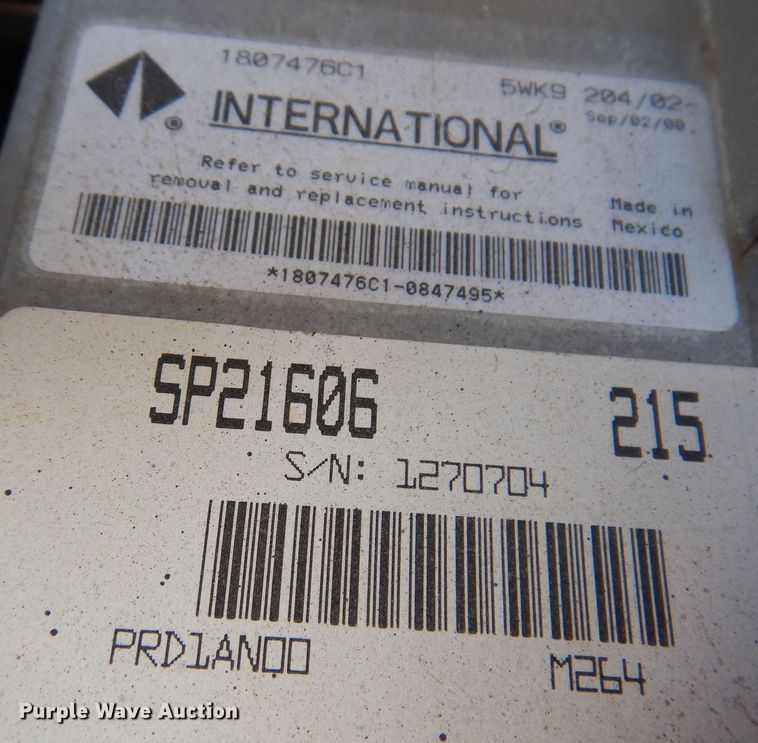 1807476C1
5WK9 204/02-
Sep/02/00
INTERNATIONAL®
®
Refer to service manual for
removal and replacement instructions
Made in
Mexico
*1807476C1-0847495*
SP21606
215
S/N: 1270704
PRD1AN00
M264
Purple Wave Auction